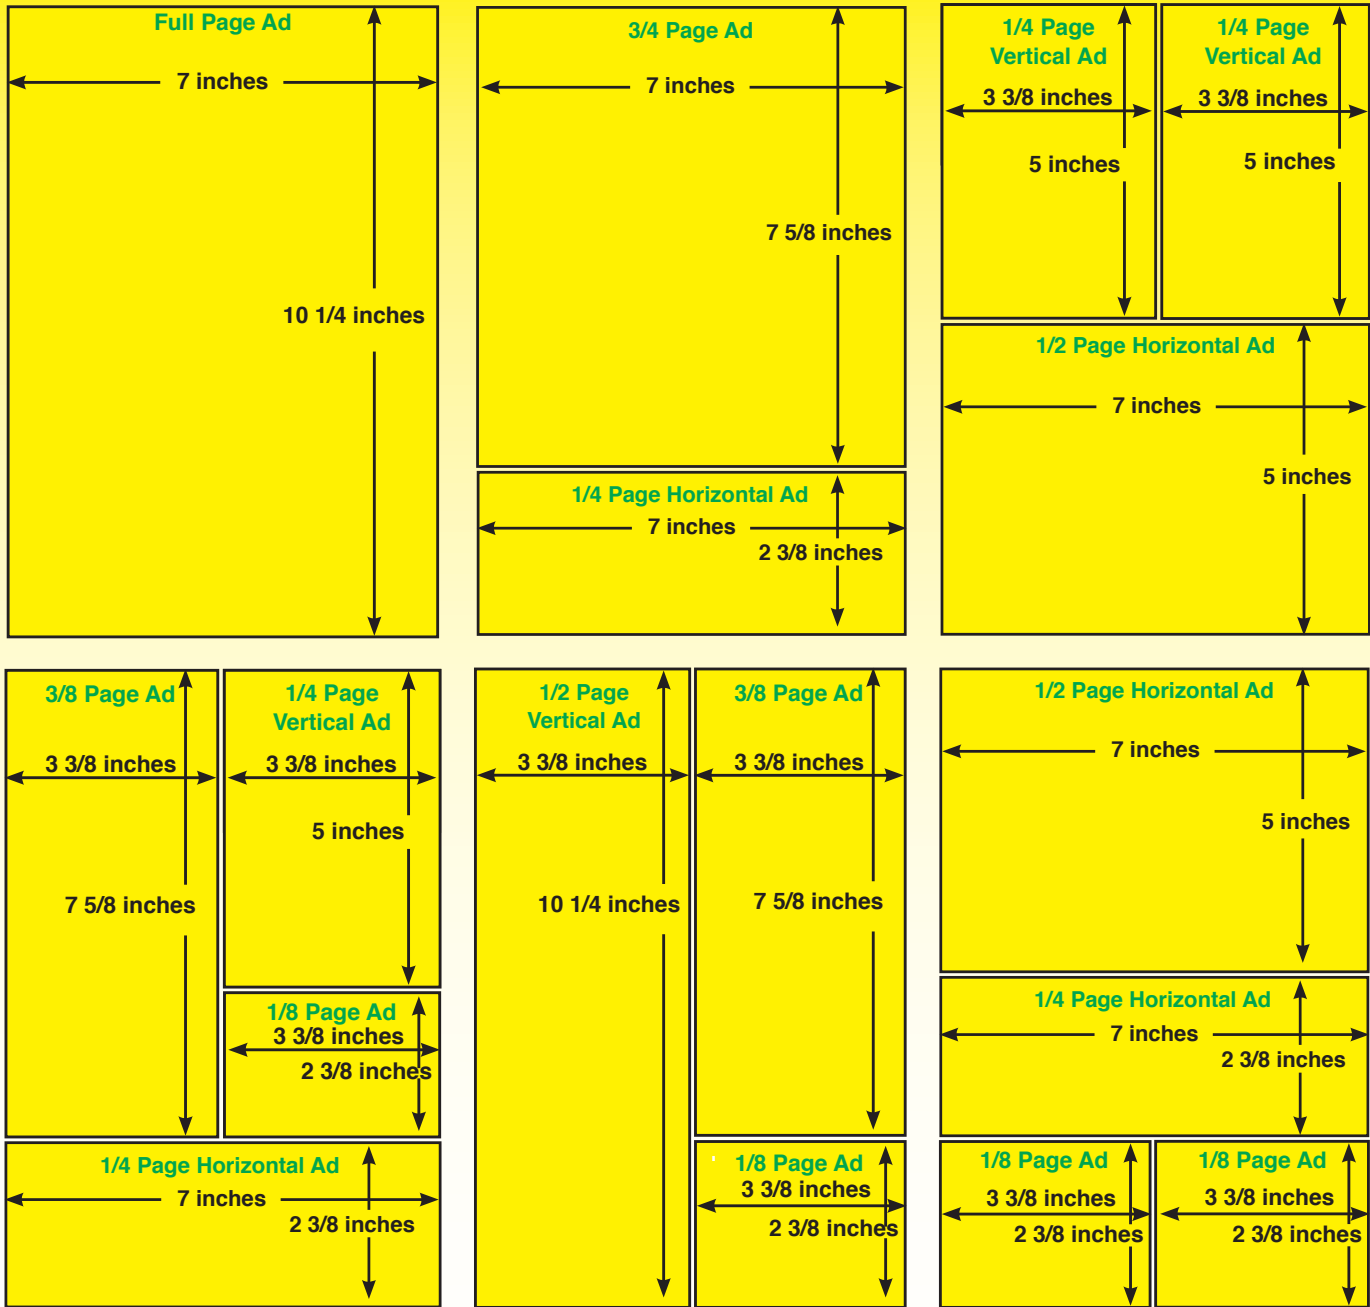 Full Page Ad
7 inches
10 1/4 inches
3/4 Page Ad
7 inches
7 5/8 inches
1/4 Page Horizontal Ad
7 inches
2 3/8 inches
1/4 Page
Vertical Ad
3 3/8 inches
5 inches
1/4 Page
Vertical Ad
3 3/8 inches
5 inches
1/2 Page Horizontal Ad
7 inches
5 inches
3/8 Page Ad
3 3/8 inches
7 5/8 inches
1/4 Page
Vertical Ad
3 3/8 inches
5 inches
1/8 Page Ad
3 3/8 inches
2 3/8 inches
1/4 Page Horizontal Ad
7 inches
2 3/8 inches
1/2 Page
Vertical Ad
3 3/8 inches
10 1/4 inches
3/8 Page Ad
3 3/8 inches
7 5/8 inches
1/8 Page Ad
3 3/8 inches
2 3/8 inches
1/2 Page Horizontal Ad
7 inches
5 inches
1/4 Page Horizontal Ad
7 inches
2 3/8 inches
1/8 Page Ad
3 3/8 inches
2 3/8 inches
1/8 Page Ad
3 3/8 inches
2 3/8 inches